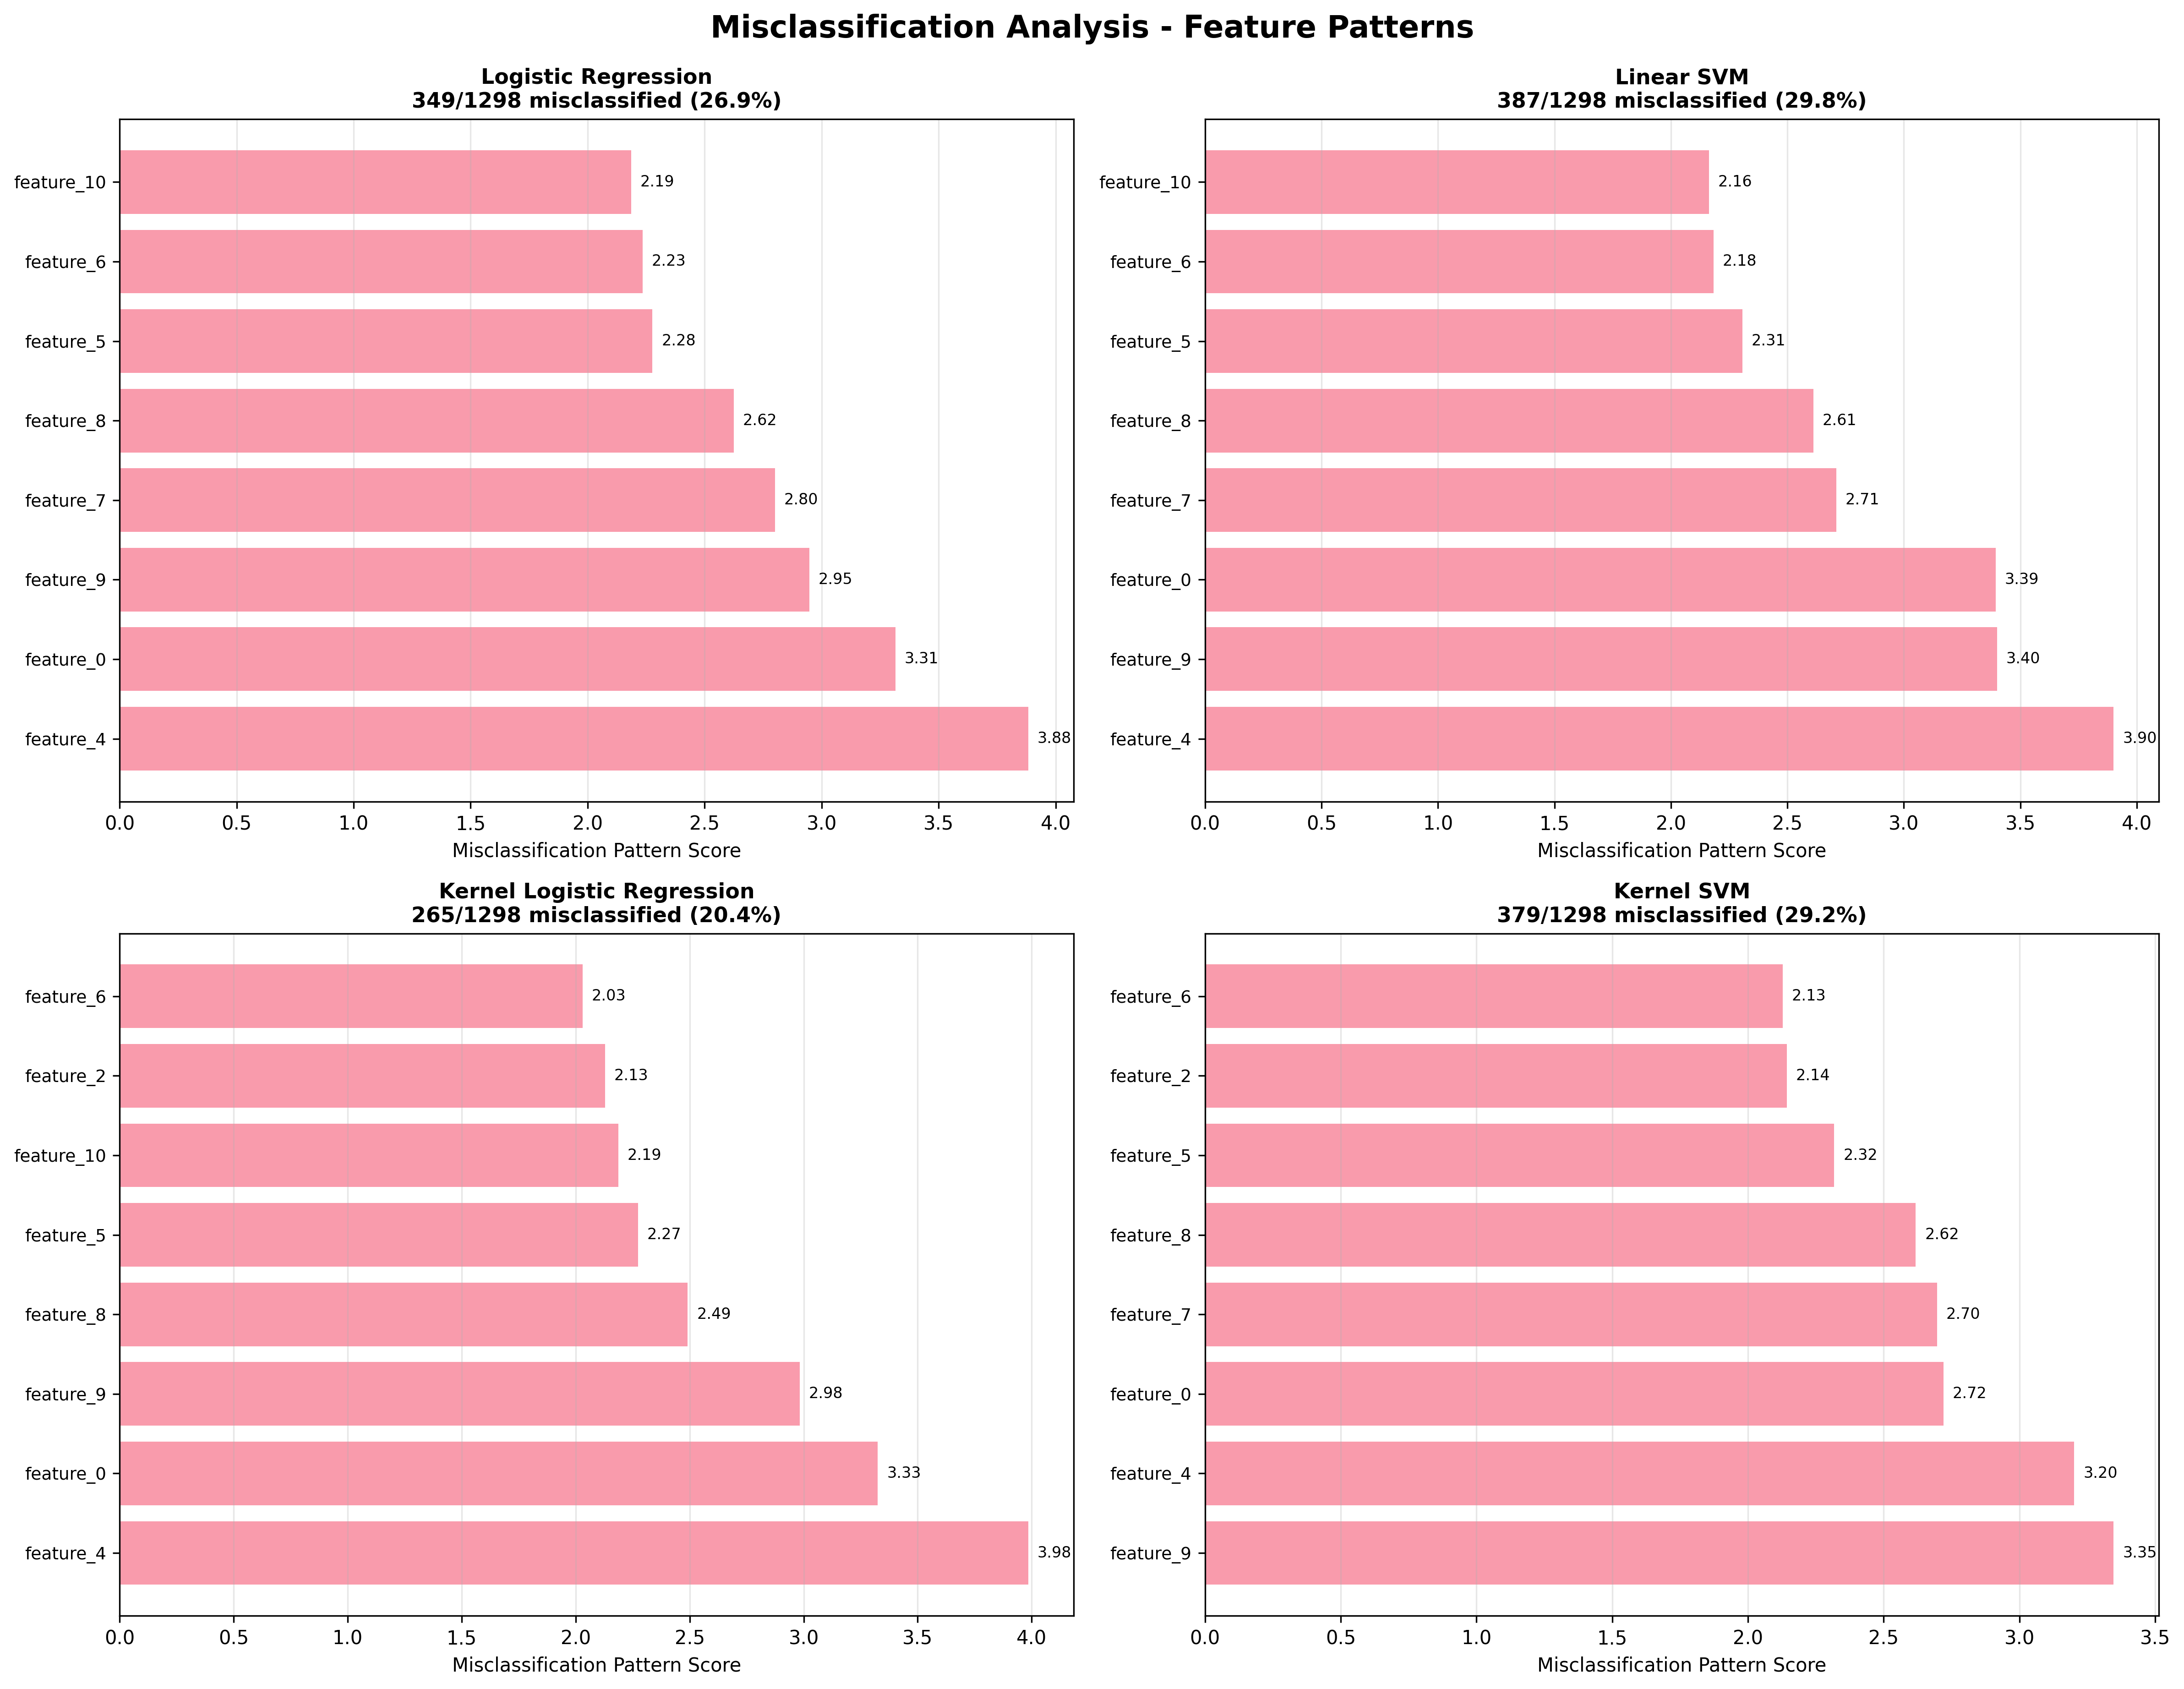 Misclassification Analysis - Feature Patterns
Logistic Regression
349/1298 misclassified (26.9%)
feature_10 2.19
feature_6 2.23
feature_5 2.28
feature_8 2.62
feature_7 2.80
feature_9 2.95
feature_0 3.31
feature_4 3.88
0.0 0.5 1.0 1.5 2.0 2.5 3.0 3.5 4.0
Misclassification Pattern Score
Linear SVM
387/1298 misclassified (29.8%)
feature_10 2.16
feature_6 2.18
feature_5 2.31
feature_8 2.61
feature_7 2.71
feature_0 3.39
feature_9 3.40
feature_4 3.90
0.0 0.5 1.0 1.5 2.0 2.5 3.0 3.5 4.0
Misclassification Pattern Score
Kernel Logistic Regression
265/1298 misclassified (20.4%)
feature_6 2.03
feature_2 2.13
feature_10 2.19
feature_5 2.27
feature_8 2.49
feature_9 2.98
feature_0 3.33
feature_4 3.98
0.0 0.5 1.0 1.5 2.0 2.5 3.0 3.5 4.0
Misclassification Pattern Score
Kernel SVM
379/1298 misclassified (29.2%)
feature_6 2.13
feature_2 2.14
feature_5 2.32
feature_8 2.62
feature_7 2.70
feature_0 2.72
feature_4 3.20
feature_9 3.35
0.0 0.5 1.0 1.5 2.0 2.5 3.0 3.5
Misclassification Pattern Score